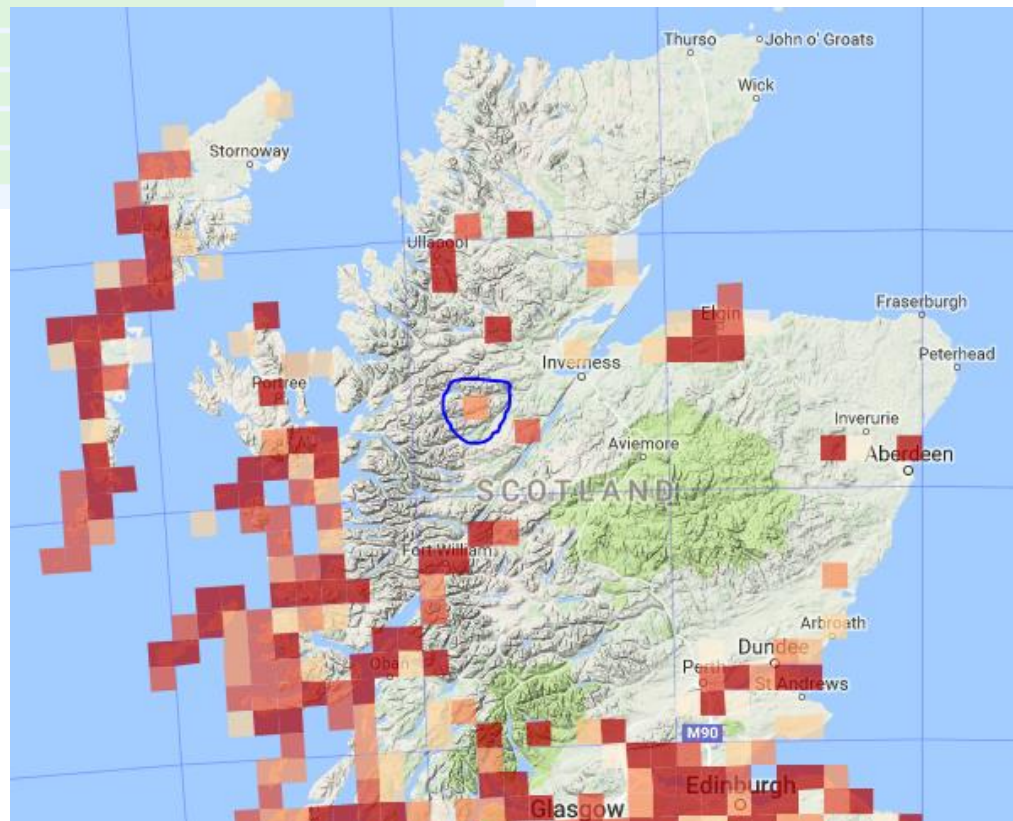 Thurso
John o' Groats
Wick
Stornoway
Ullapool
Elgin
Fraserburgh
Peterhead
Inverness
Portree
Inverurie
Aviemore
Aberdeen
SCOTLAND
Fort William
Arbroath
Dundee
Oban
Perth
St Andrews
M90
Edinburgh
Glasgow